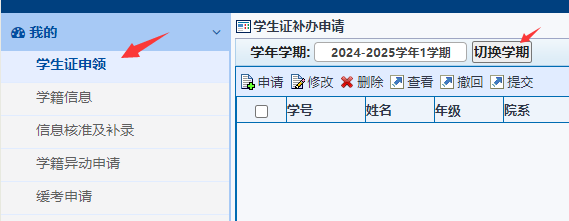 我的
学生证申领
学籍信息
信息核准及补录
学籍异动申请
缓考申请
学生证补办申请
学年学期: 2024-2025学年1学期 切换学期
申请 修改 删除 查看 撤回 提交
学号 姓名 年级 院系